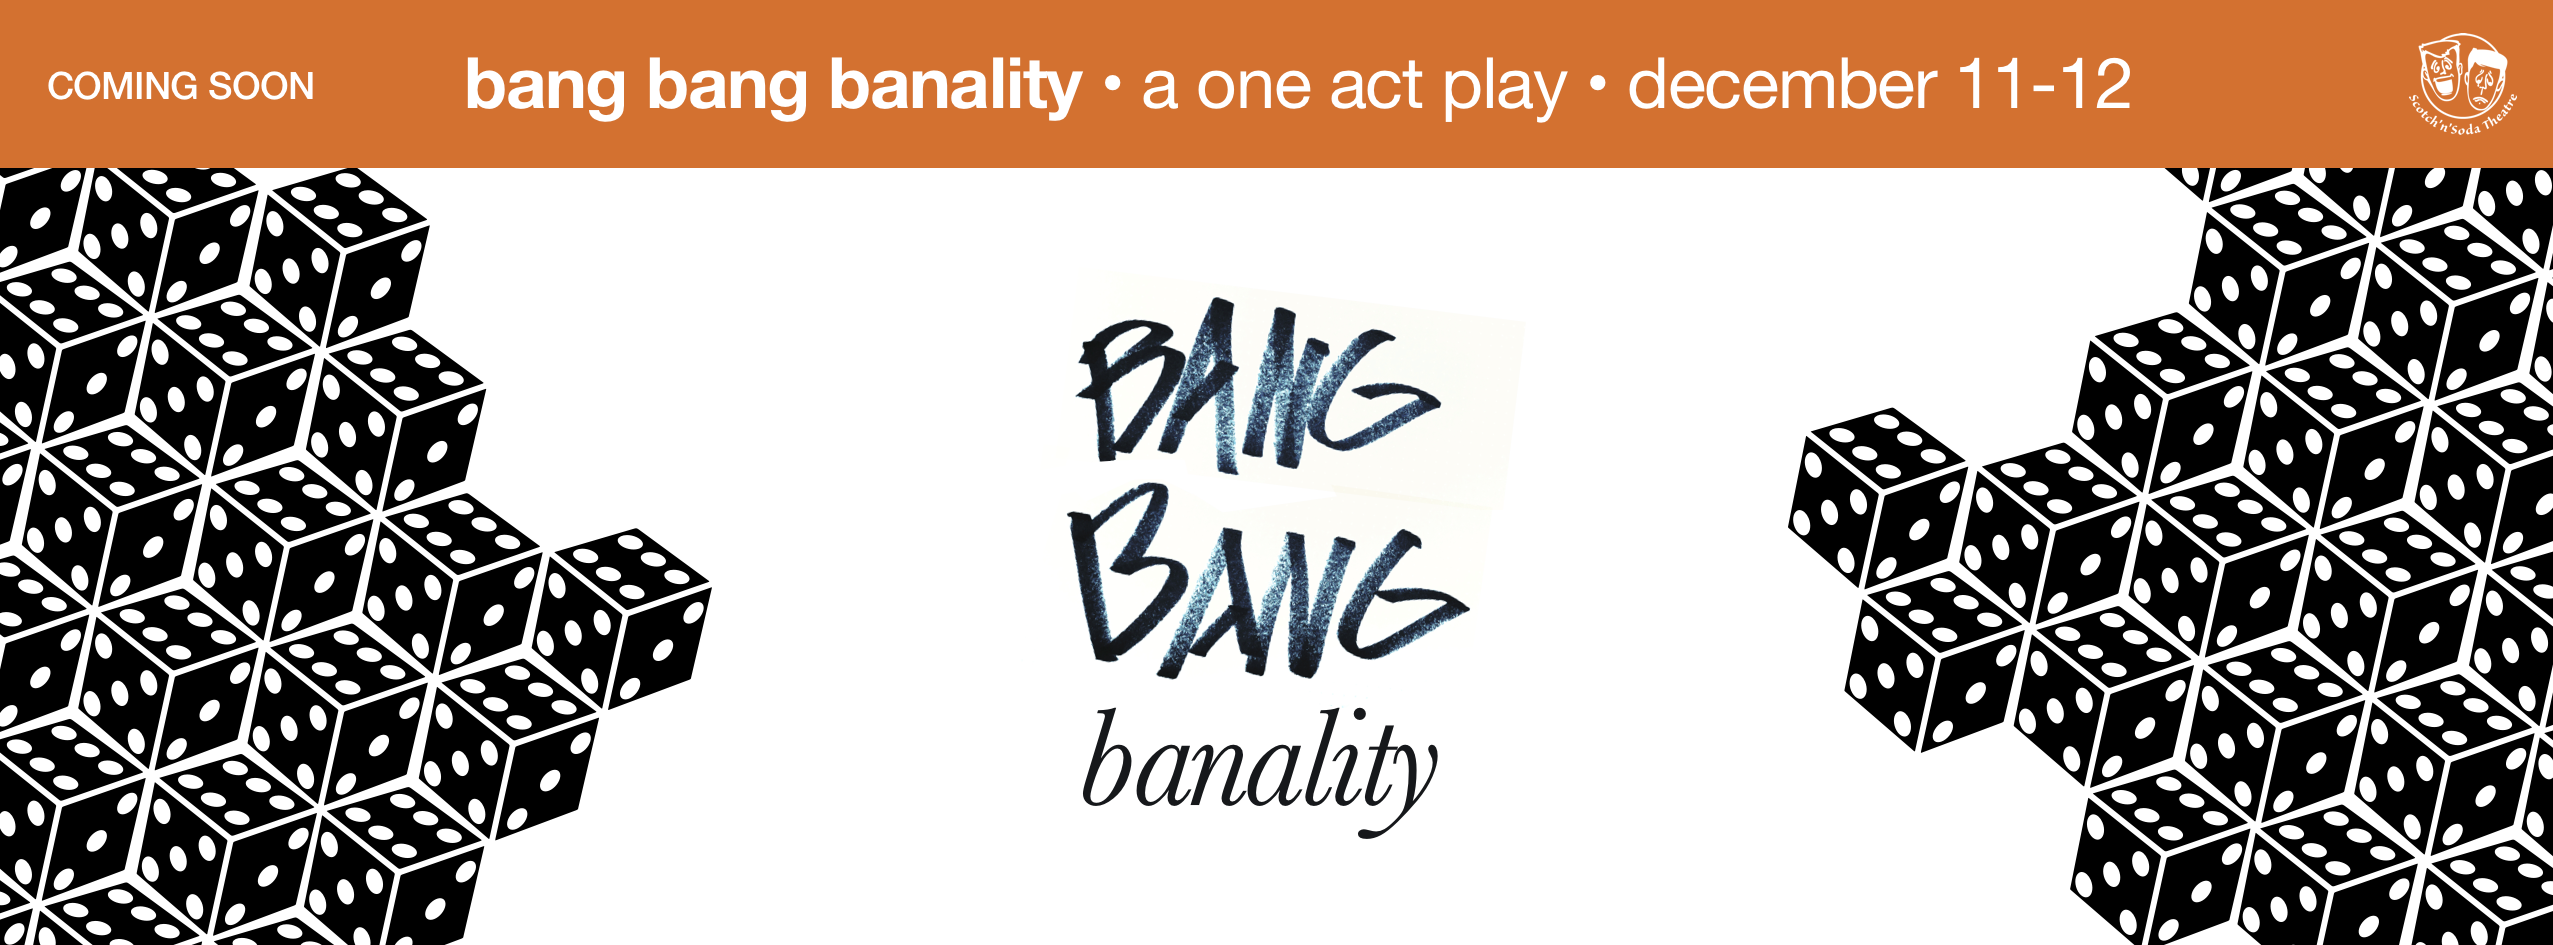 COMING SOON
bang bang banality • a one act play • december 11-12
Scotch'n'Soda Theatre
BANG
BANG
banality